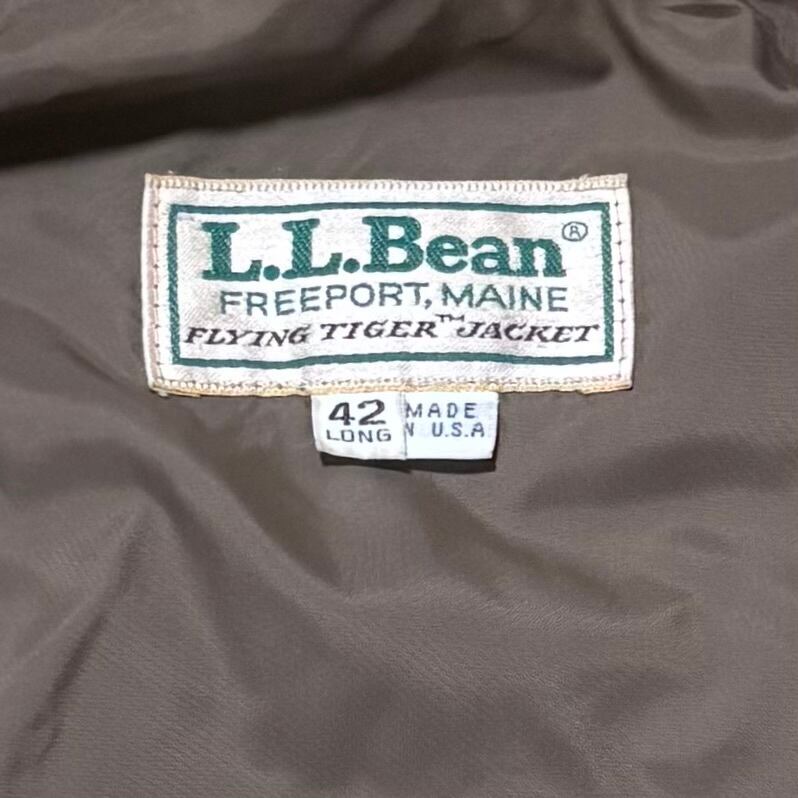 L.L.Bean®
FREEPORT, MAINE
FLYING TIGER™ JACKET
42 MADE
LONG N U.S.A